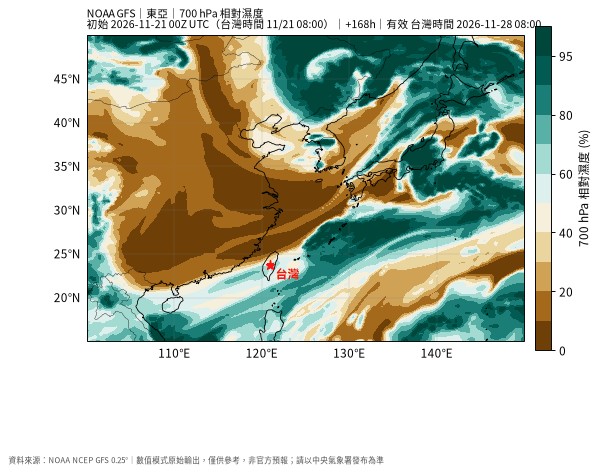 NOAA GFS｜東亞｜700 hPa 相對濕度
初始 2026-11-21 00Z UTC（台灣時間 11/21 08:00）｜+168h｜有效 台灣時間 2026-11-28 08:00
45°N
40°N
35°N
30°N
25°N
20°N
110°E
120°E
130°E
140°E
台灣
95
80
60
40
20
0
700 hPa 相對濕度 (%)
資料來源：NOAA NCEP GFS 0.25°｜數值模式原始輸出，僅供參考，非官方預報；請以中央氣象署發布為準